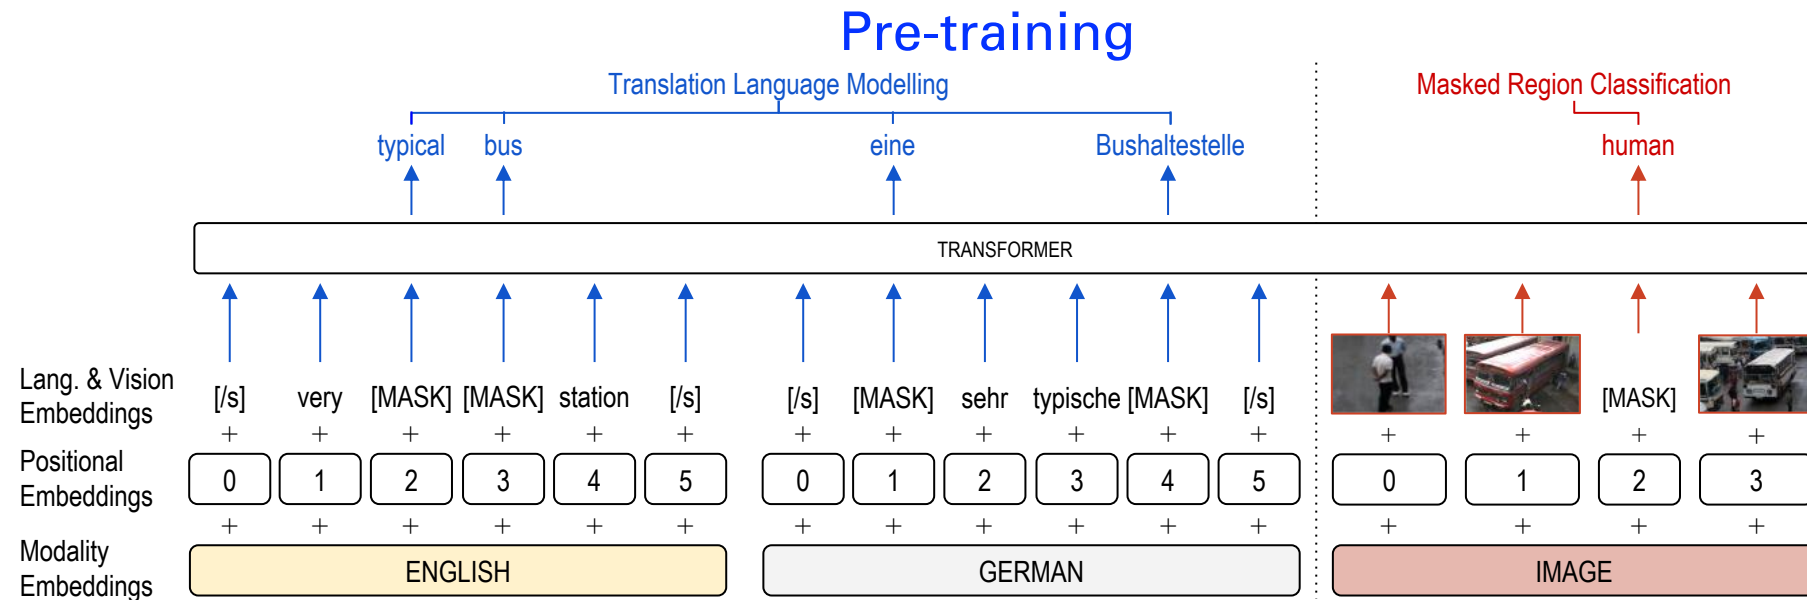 Pre-training
Translation Language Modelling
Masked Region Classification
typical bus eine Bushaltestelle human
TRANSFORMER
Lang. & Vision Embeddings
[/s] very [MASK] [MASK] station [/s] [/s] [MASK] sehr typische [MASK] [/s] [MASK]
+ + + + + + + + + + + + + + + +
Positional Embeddings
0 1 2 3 4 5 0 1 2 3 4 5 0 1 2 3
+ + + + + + + + + + + + + + + +
Modality Embeddings
ENGLISH GERMAN IMAGE